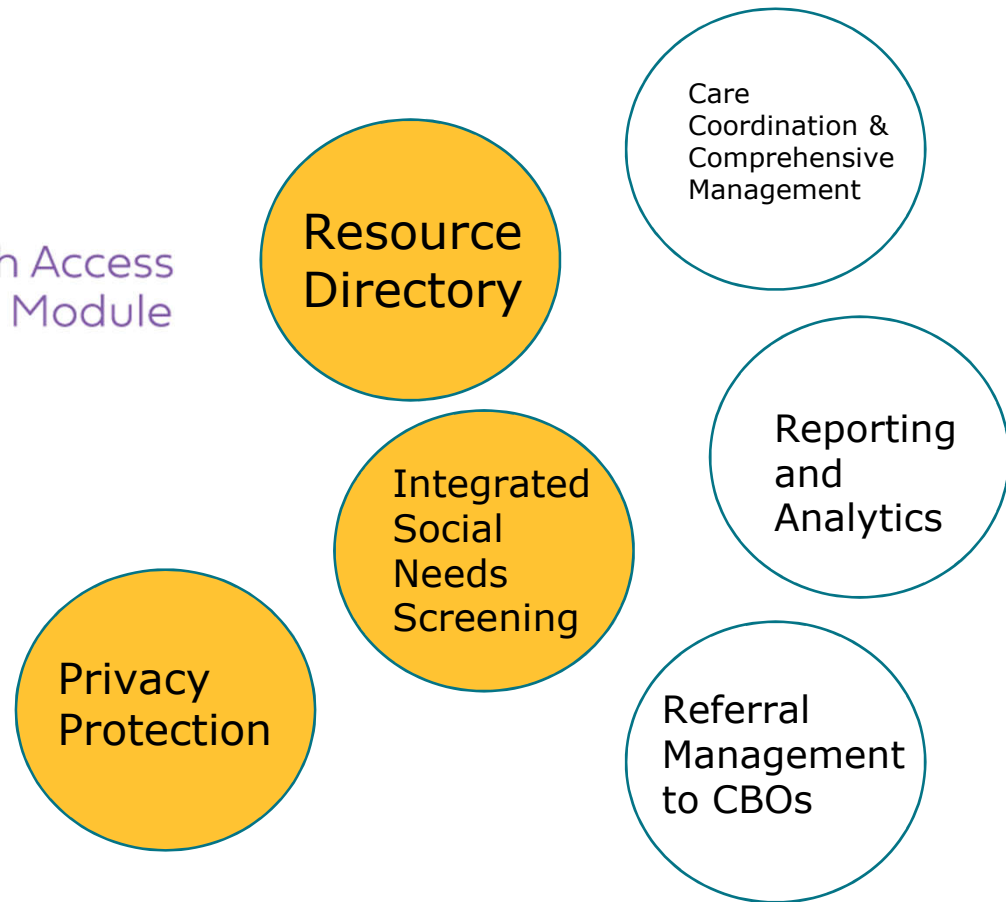 Care
Coordination &
Comprehensive
Management
Resource
Directory
Access
Module
Integrated
Social
Needs
Screening
Reporting
and
Analytics
Privacy
Protection
Referral
Management
to CBOs